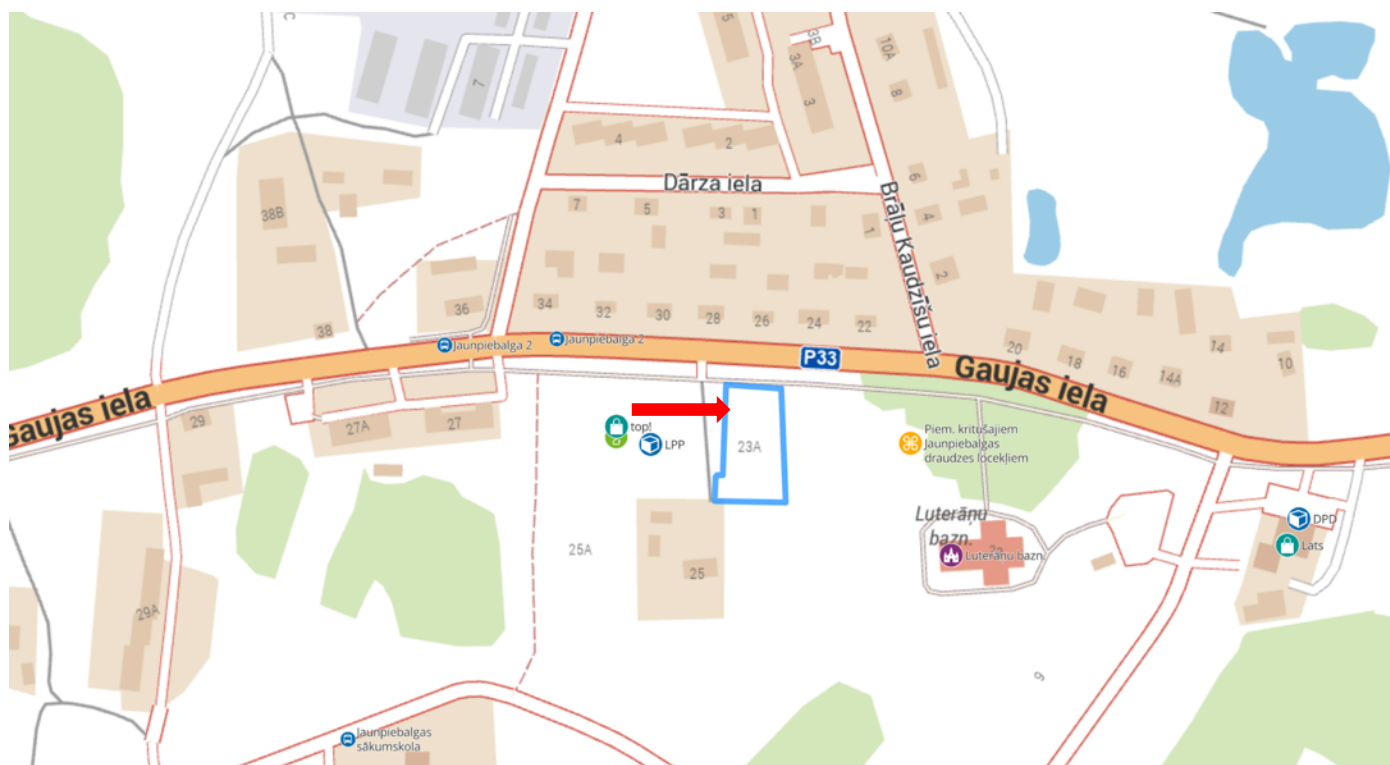 C
5
3B
10A
3A
7
8
3
4
2
Dārza iela
6
38B
7
5
3
1
4
1
Brāļu Kaudzīšu iela
2
36
34
32
30
28
26
24
22
38
Jaunpiebalga 2
Jaunpiebalga 2
P33
Gaujas iela
20
18
16
14A
14
10
12
Gaujas iela
29
27A
27
top!
LPP
23A
Piem. kritušajiem
Jaunpiebalgas
draudzes locekļiem
Luterāņu
bazn.
Luterāņu bazn.
DPD
Lats
25A
25
29A
9
Jaunpiebalgas
sākumskola